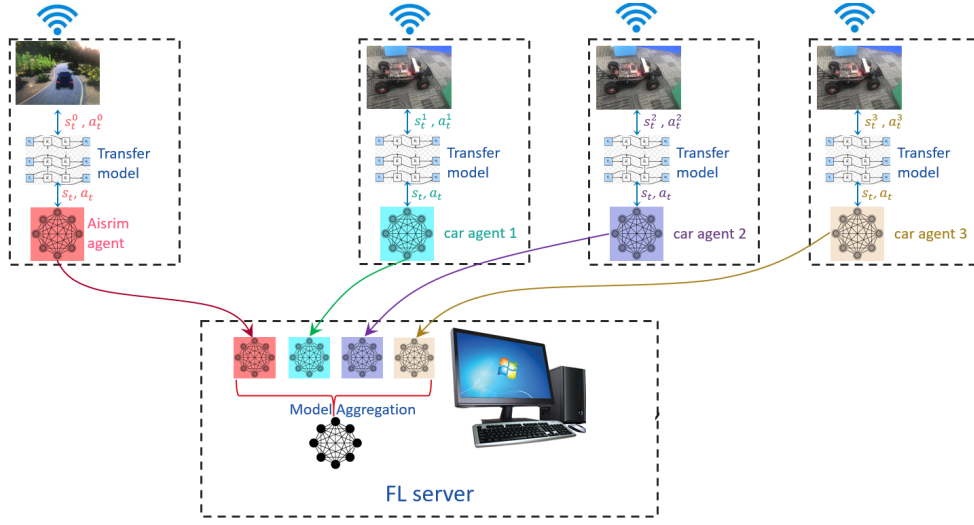 s_t^0 , a_t^0
Transfer
model
s_t, a_t
Aisrim
agent
s_t^1 , a_t^1
Transfer
model
s_t, a_t
car agent 1
s_t^2 , a_t^2
Transfer
model
s_t, a_t
car agent 2
s_t^3 , a_t^3
Transfer
model
s_t, a_t
car agent 3
Model Aggregation
FL server